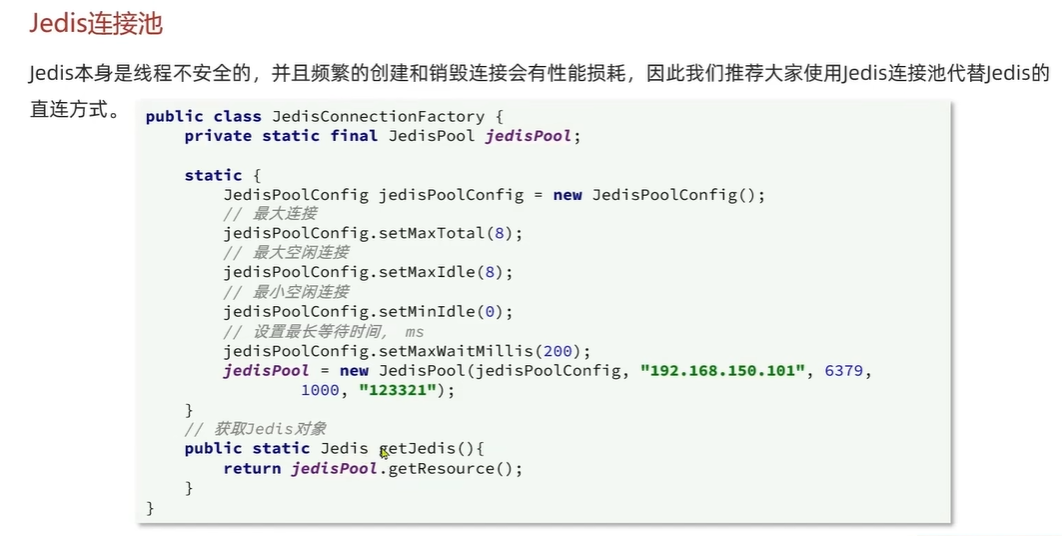 Jedis连接池
Jedis本身是线程不安全的，并且频繁的创建和销毁连接会有性能损耗，因此我们推荐大家使用Jedis连接池代替Jedis的
直连方式。
public class JedisConnectionFactory {
    private static final JedisPool jedisPool;

    static {
        JedisPoolConfig jedisPoolConfig = new JedisPoolConfig();
        // 最大连接
        jedisPoolConfig.setMaxTotal(8);
        // 最大空闲连接
        jedisPoolConfig.setMaxIdle(8);
        // 最小空闲连接
        jedisPoolConfig.setMinIdle(0);
        // 设置最长等待时间， ms
        jedisPoolConfig.setMaxWaitMillis(200);
        jedisPool = new JedisPool(jedisPoolConfig, "192.168.150.101", 6379,
                1000, "123321");
    }
    // 获取Jedis对象
    public static Jedis getJedis(){
        return jedisPool.getResource();
    }
}